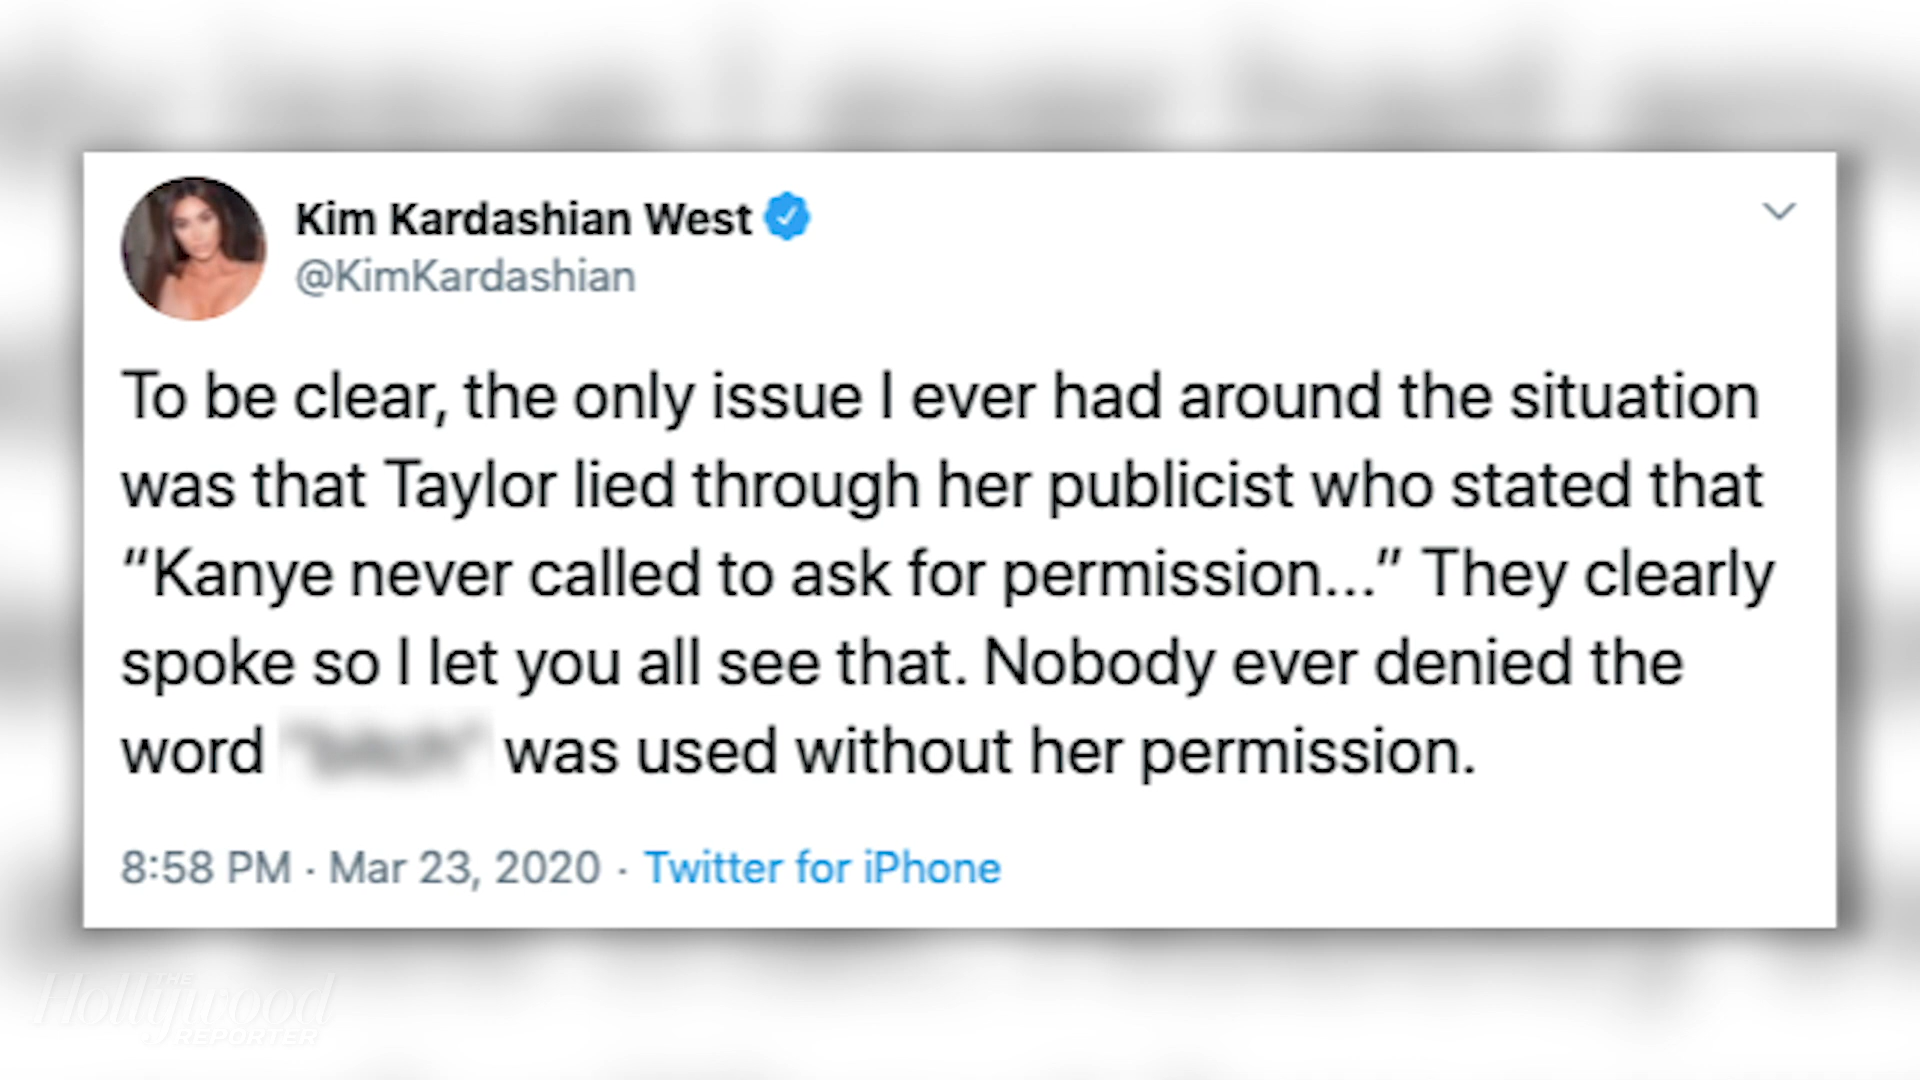 Kim Kardashian West
@KimKardashian
To be clear, the only issue I ever had around the situation
was that Taylor lied through her publicist who stated that
“Kanye never called to ask for permission...” They clearly
spoke so I let you all see that. Nobody ever denied the
word was used without her permission.
8:58 PM · Mar 23, 2020 · Twitter for iPhone
THE
Hollywood
REPORTER